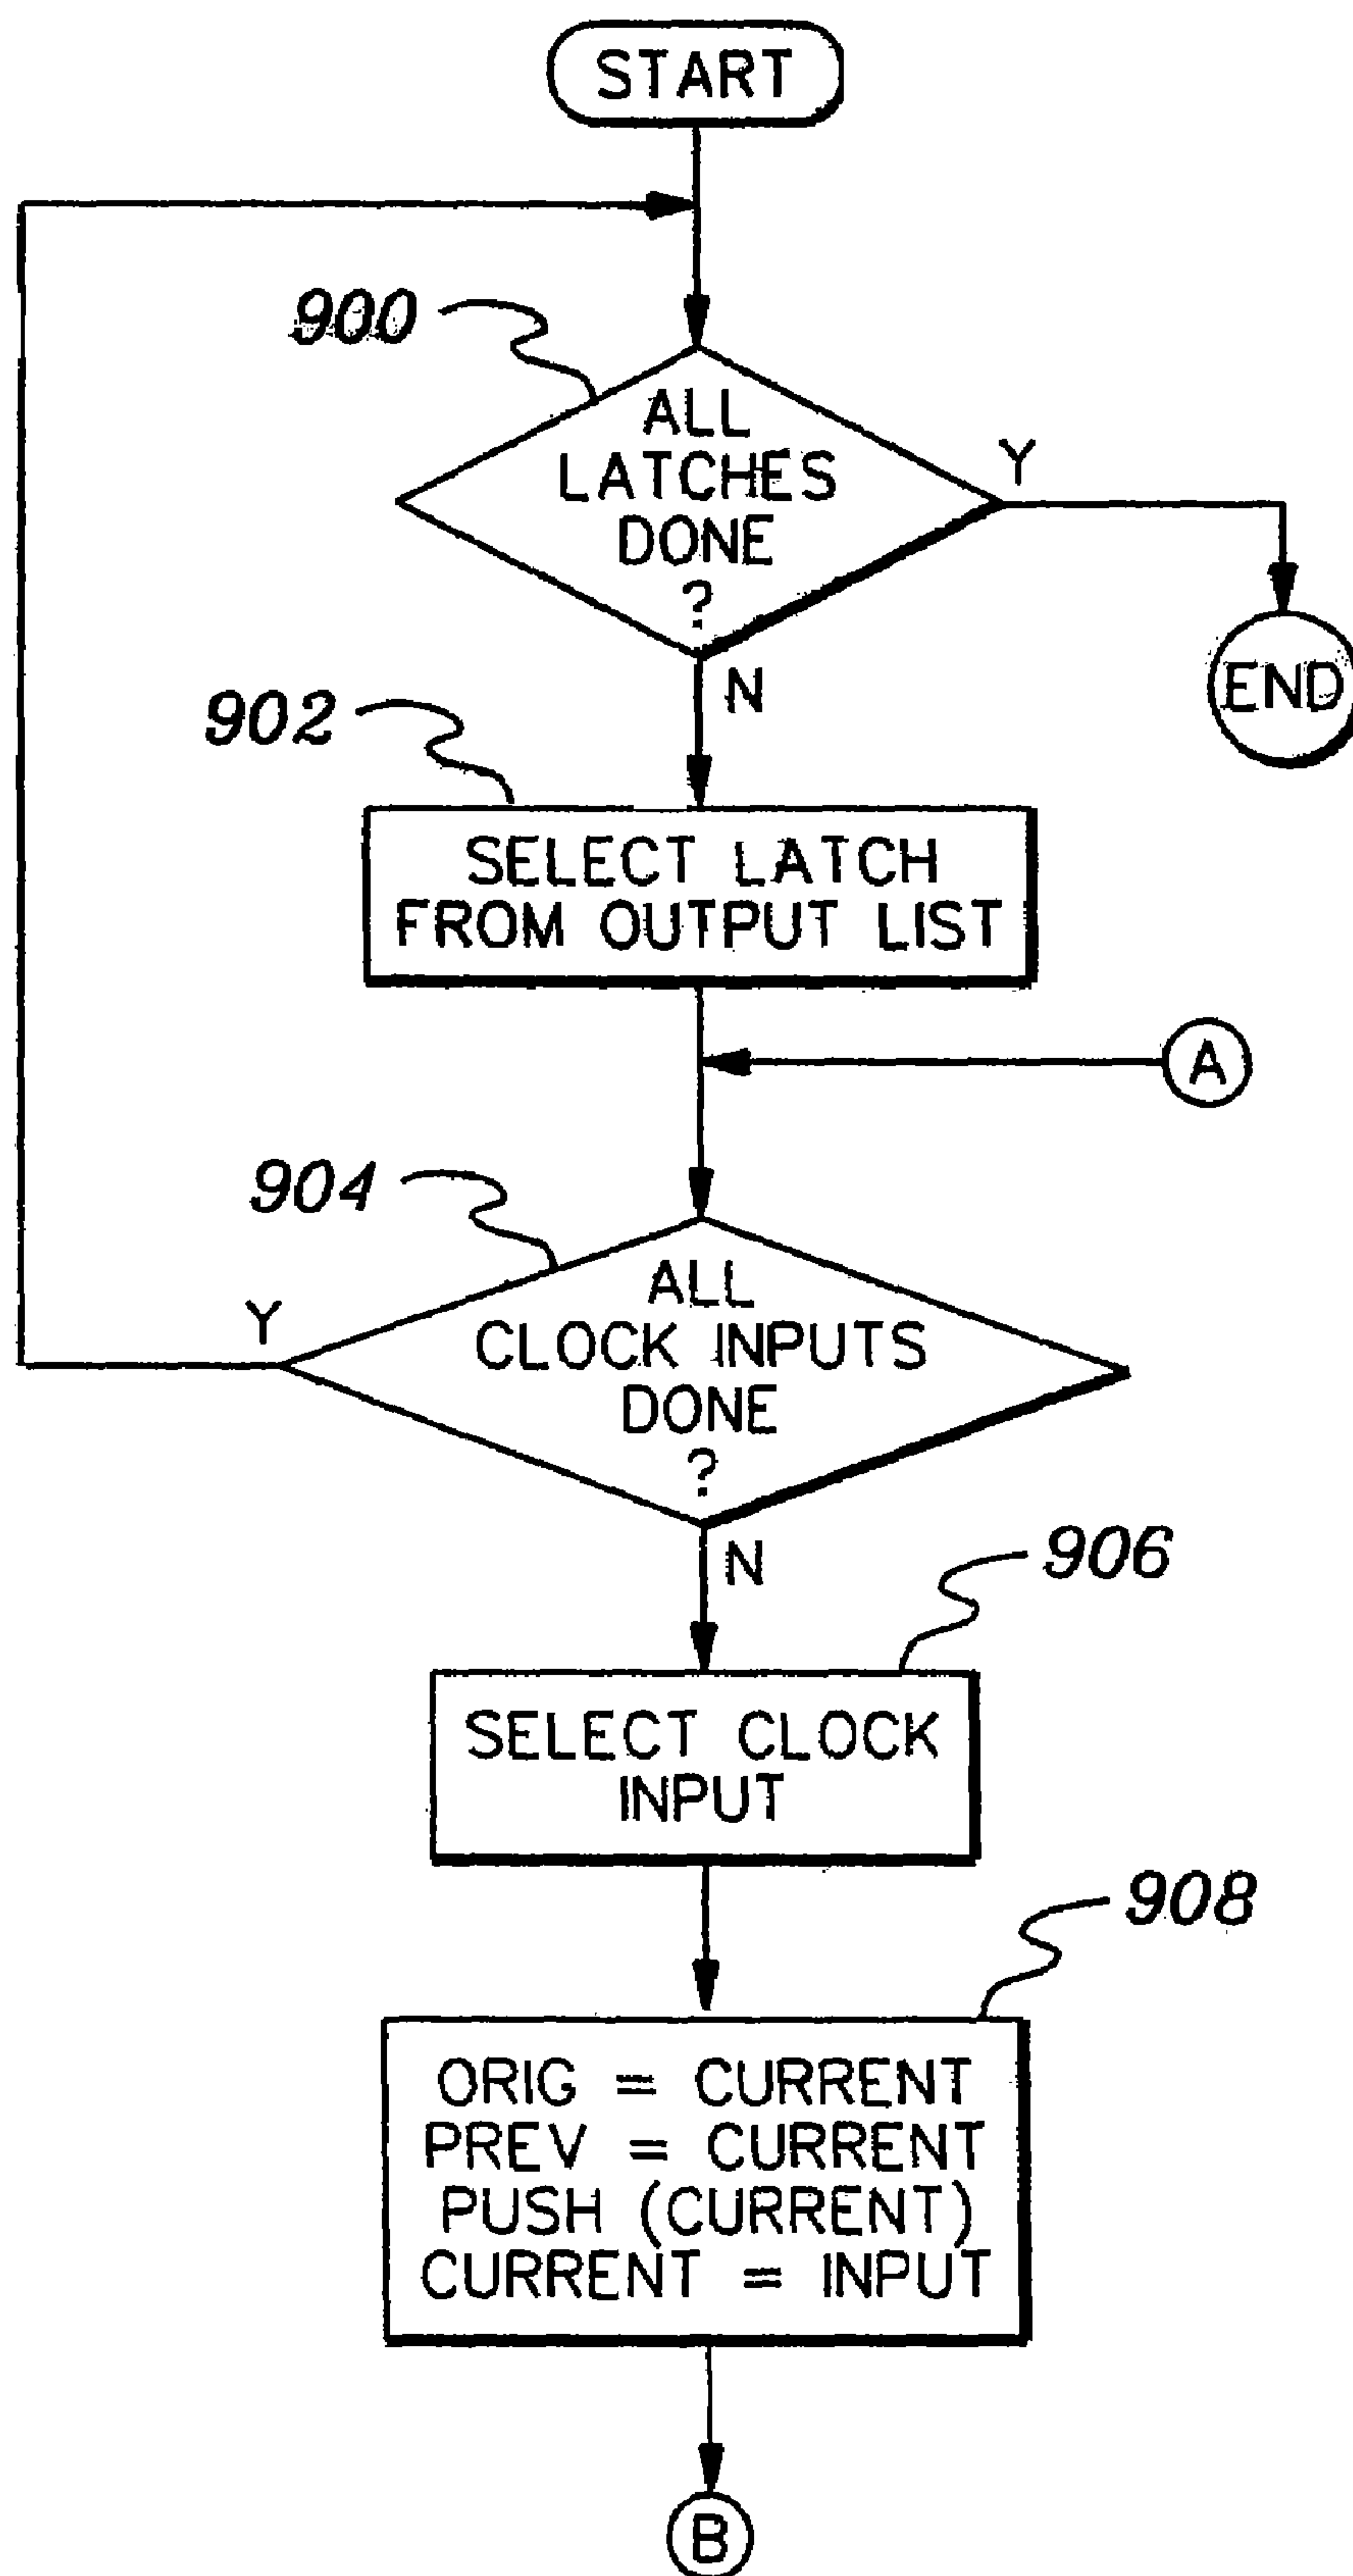 START
900
ALL
LATCHES
DONE
?
Y
END
N
902
SELECT LATCH
FROM OUTPUT LIST
A
904
ALL
CLOCK INPUTS
DONE
?
Y
N
906
SELECT CLOCK
INPUT
908
ORIG = CURRENT
PREV = CURRENT
PUSH (CURRENT)
CURRENT = INPUT
B